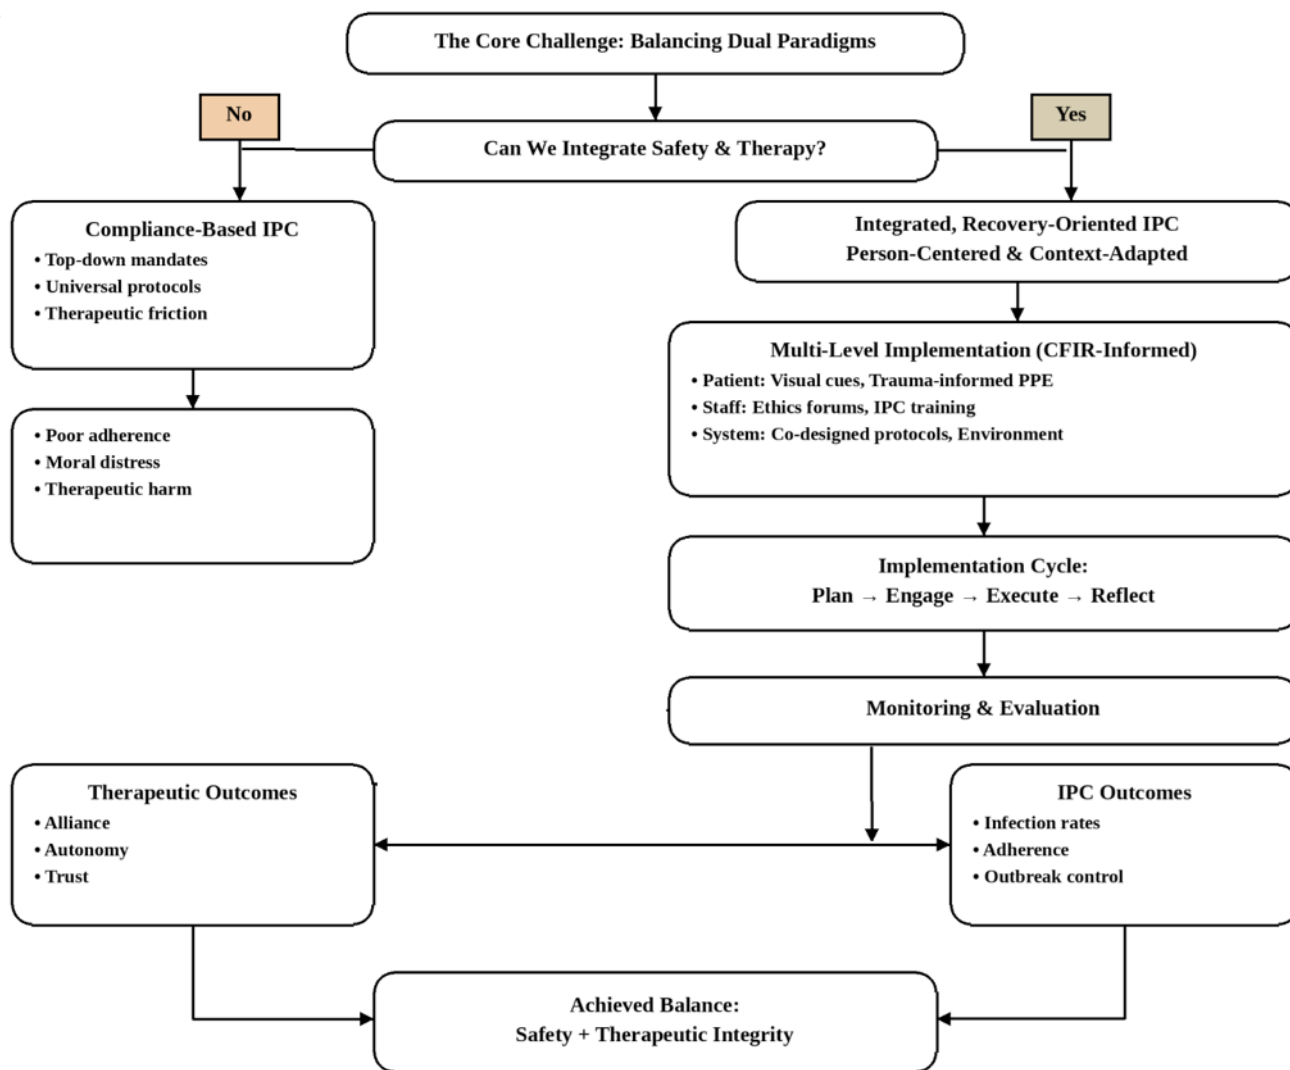 The Core Challenge: Balancing Dual Paradigms
No
Yes
Can We Integrate Safety & Therapy?
Compliance-Based IPC
• Top-down mandates
• Universal protocols
• Therapeutic friction
Integrated, Recovery-Oriented IPC
Person-Centered & Context-Adapted
Multi-Level Implementation (CFIR-Informed)
• Patient: Visual cues, Trauma-informed PPE
• Staff: Ethics forums, IPC training
• System: Co-designed protocols, Environment
• Poor adherence
• Moral distress
• Therapeutic harm
Implementation Cycle:
Plan → Engage → Execute → Reflect
Monitoring & Evaluation
Therapeutic Outcomes
• Alliance
• Autonomy
• Trust
IPC Outcomes
• Infection rates
• Adherence
• Outbreak control
Achieved Balance:
Safety + Therapeutic Integrity